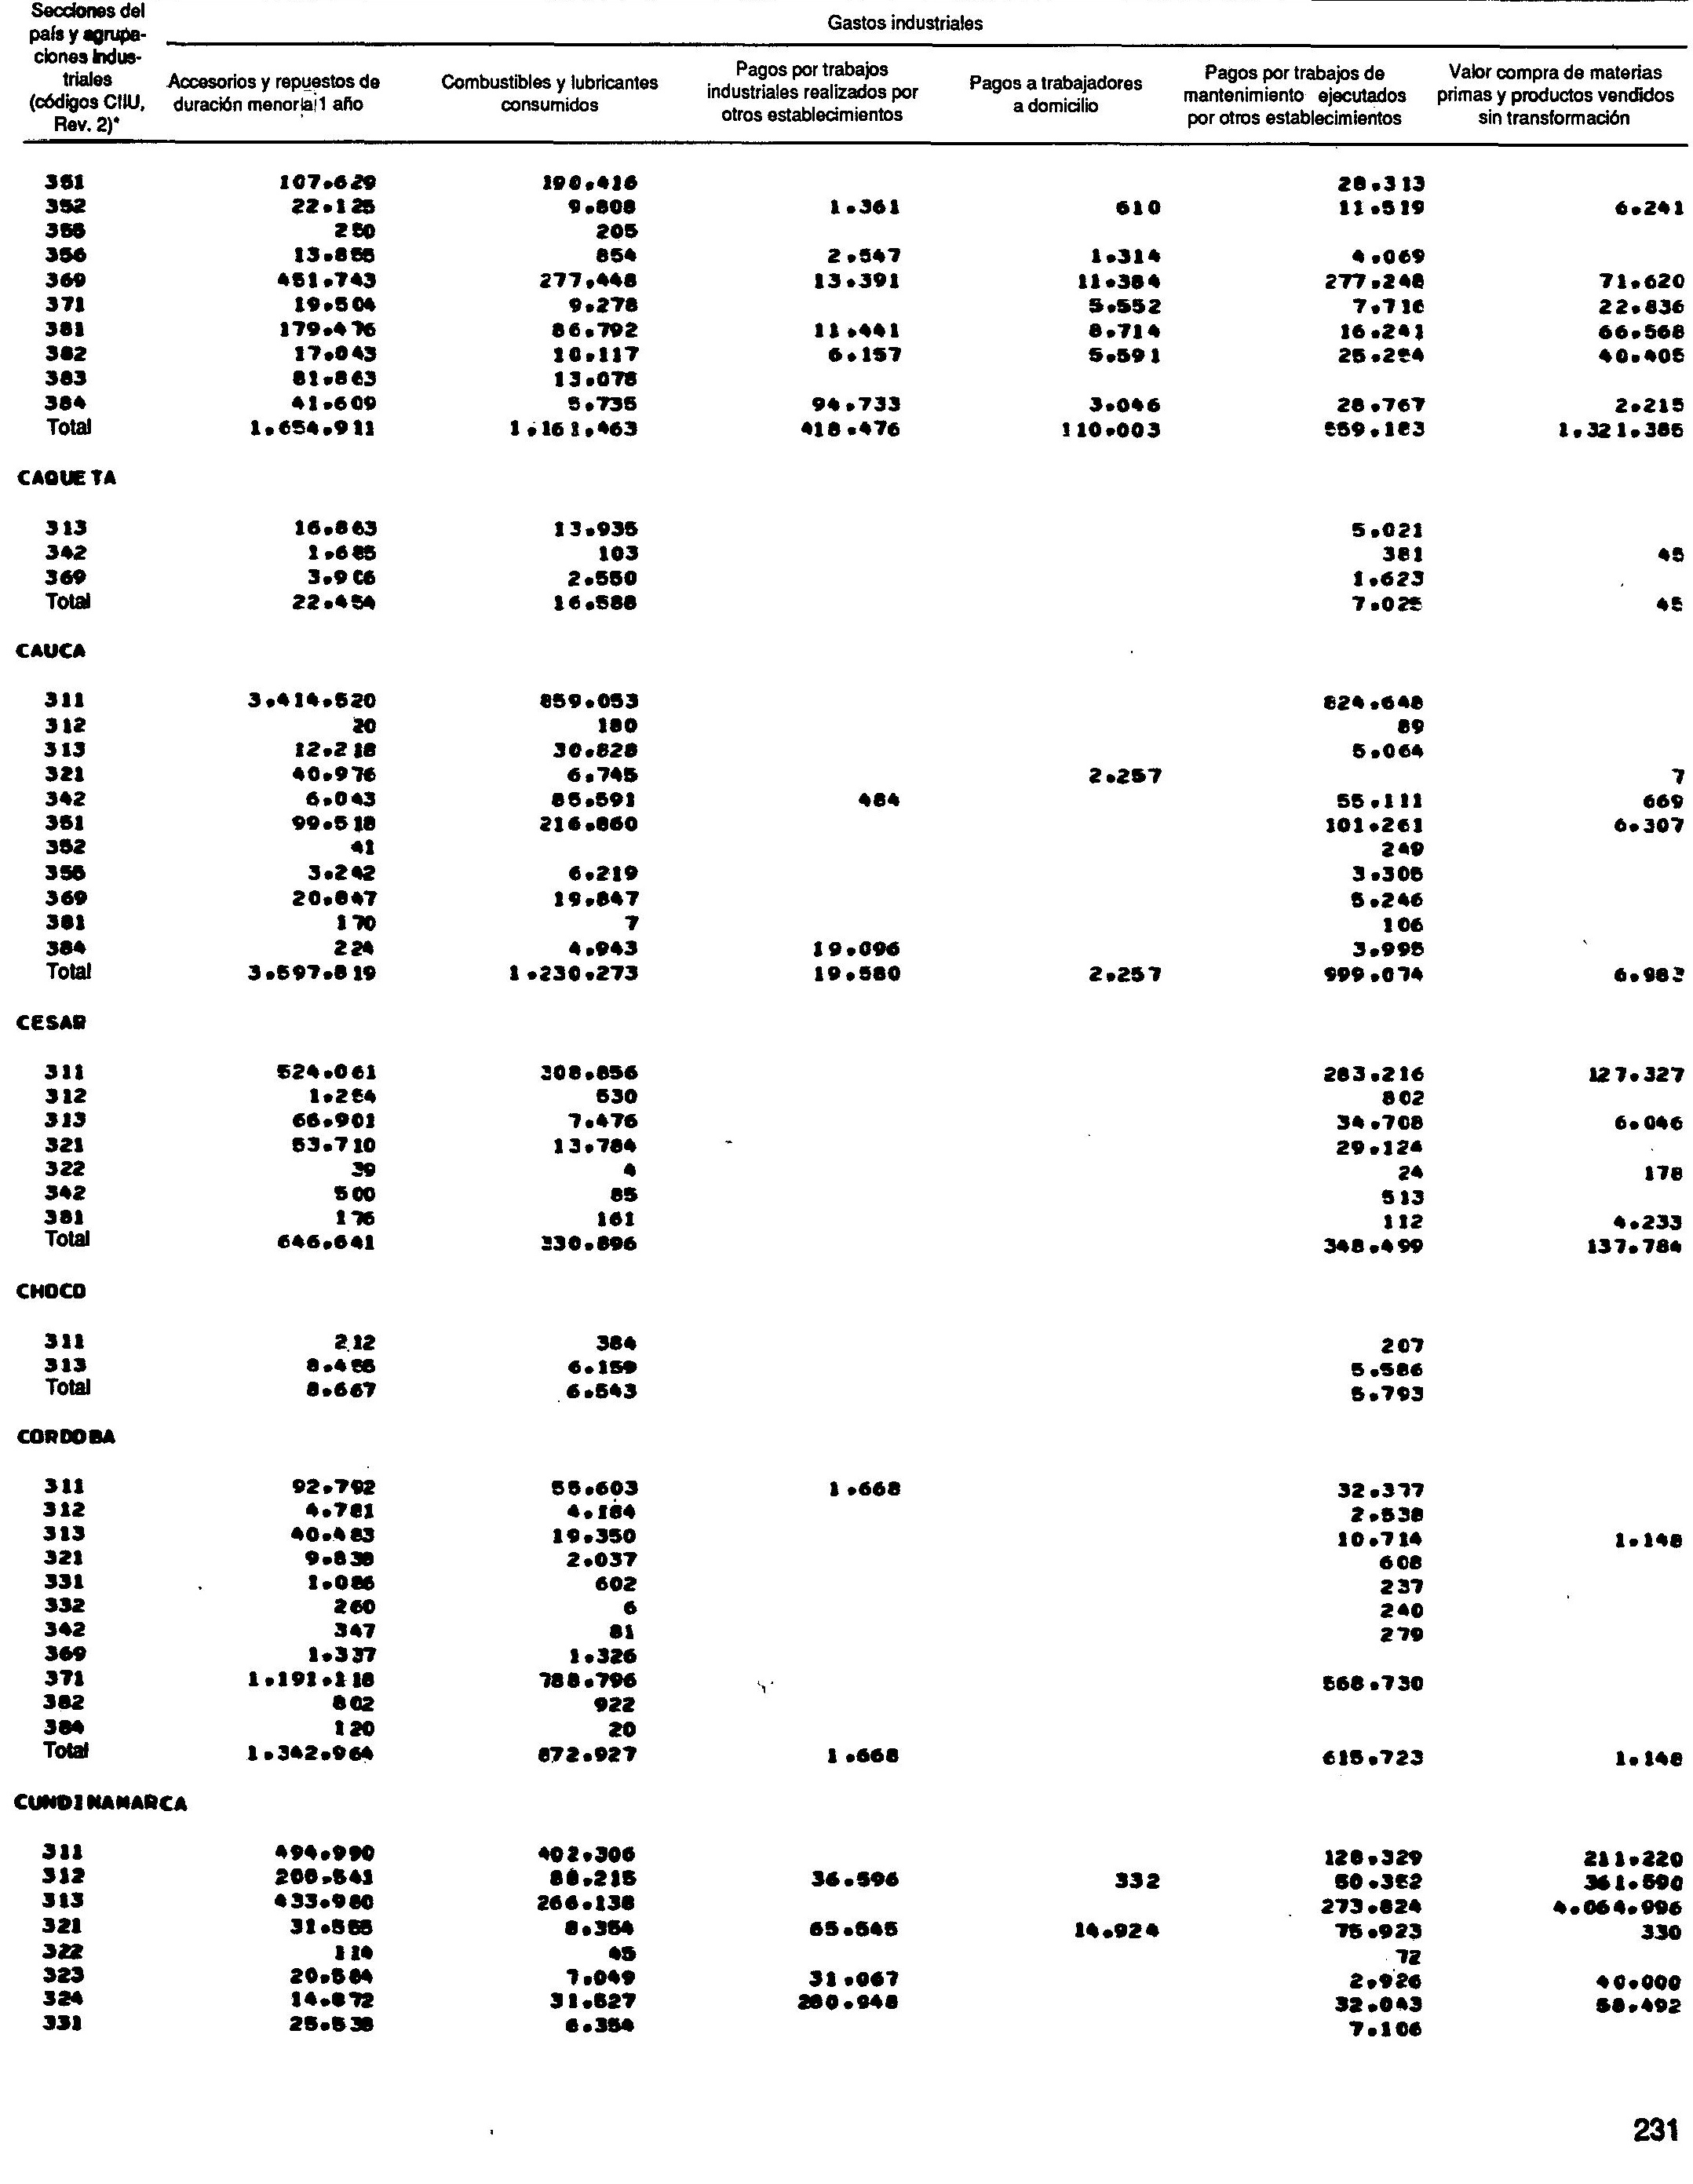 Secciones del país y agrupaciones industriales (códigos CIIU, Rev. 2)*
Gastos industriales
Accesorios y repuestos de duración menor al 1 año
Combustibles y lubricantes consumidos
Pagos por trabajos industriales realizados por otros establecimientos
Pagos a trabajadores a domicilio
Pagos por trabajos de mantenimiento ejecutados por otros establecimientos
Valor compra de materias primas y productos vendidos sin transformación
351 107.629 190.416 28.313
352 22.125 9.808 1.361 610 11.519 6.241
355 250 205
356 13.855 854 2.547 1.314 4.069
369 451.743 277.448 13.391 11.384 277.248 71.620
371 19.504 9.278 5.552 7.716 22.836
381 179.476 86.792 11.441 8.714 16.241 66.568
382 17.043 10.117 6.157 5.591 25.254 40.405
383 81.863 13.078
384 41.609 5.735 94.733 3.046 28.767 2.215
Total 1.654.911 1.161.463 418.476 110.003 559.183 1.321.385
CAQUETA
313 16.863 13.935 5.021
342 1.685 103 381 45
369 3.906 2.550 1.623
Total 22.454 16.588 7.025 45
CAUCA
311 3.414.520 859.053 824.648
312 20 180 89
313 12.218 30.828 5.064
321 40.976 6.745 2.257 7
342 6.043 85.591 484 55.111 669
351 99.518 216.860 101.261 6.307
352 41 249
355 3.242 6.219 3.305
369 20.847 19.847 5.246
381 170 7 106
384 224 4.943 19.096 3.995
Total 3.597.819 1.230.273 19.580 2.257 999.074 6.983
CESAR
311 524.061 308.856 283.216 127.327
312 1.254 530 802
313 66.901 7.476 34.708 6.046
321 53.710 13.784 29.124
322 39 4 24 178
342 500 85 513
381 176 161 112 4.233
Total 646.641 330.896 348.499 137.784
CHOCO
311 212 384 207
313 8.455 6.159 5.586
Total 8.667 6.543 5.793
CORDOBA
311 92.792 55.603 1.668 32.377
312 4.781 4.184 2.538
313 40.483 19.350 10.714 1.148
321 9.838 2.037 608
331 1.086 602 237
332 260 6 240
342 347 81 279
369 1.337 1.326
371 1.191.118 788.796 568.730
382 802 922
384 120 20
Total 1.342.964 872.927 1.668 615.723 1.148
CUNDINAMARCA
311 494.990 402.306 128.329 211.220
312 208.541 88.215 36.596 332 50.352 361.590
313 433.980 266.138 273.824 4.064.996
321 31.555 8.354 65.545 14.924 75.923 330
322 114 45 72
323 20.584 7.049 31.067 2.926 40.000
324 14.872 31.527 280.948 32.043 58.492
331 25.538 6.354 7.106
231